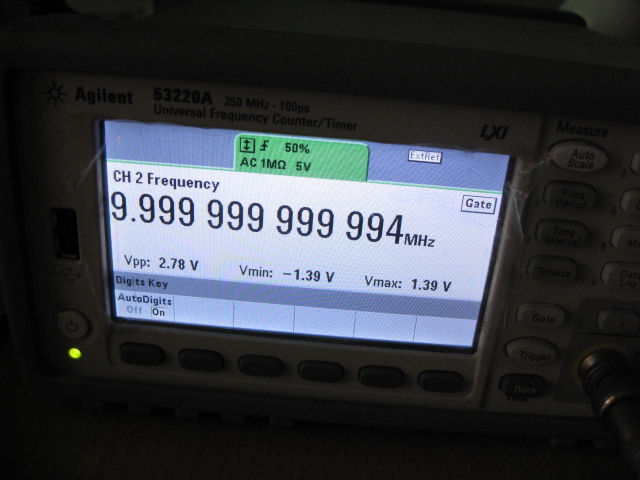 Agilent 53220A 350 MHz · 100ps
Universal Frequency Counter/Timer
LXI
Measure
50%
AC 1MΩ 5V
ExtRef
Auto Scale
CH 2 Frequency
Gate
Freq Period
9.999 999 999 994 MHz
Time Interval
Vpp: 2.78 V Vmin: −1.39 V Vmax: 1.39 V
Totalize
Digits Key
AutoDigits
Off On
Gate
Trigger
Back